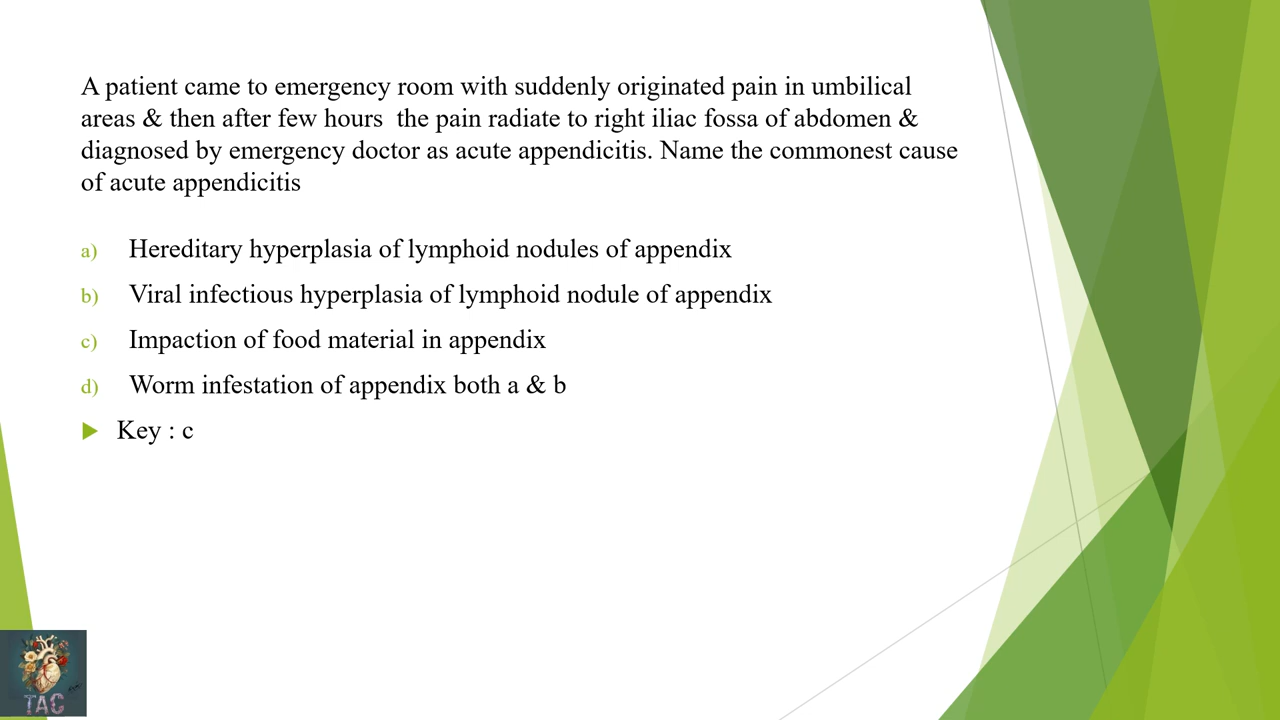 A patient came to emergency room with suddenly originated pain in umbilical
areas & then after few hours  the pain radiate to right iliac fossa of abdomen &
diagnosed by emergency doctor as acute appendicitis. Name the commonest cause
of acute appendicitis
a) Hereditary hyperplasia of lymphoid nodules of appendix
b) Viral infectious hyperplasia of lymphoid nodule of appendix
c) Impaction of food material in appendix
d) Worm infestation of appendix both a & b
Key : c
TAC